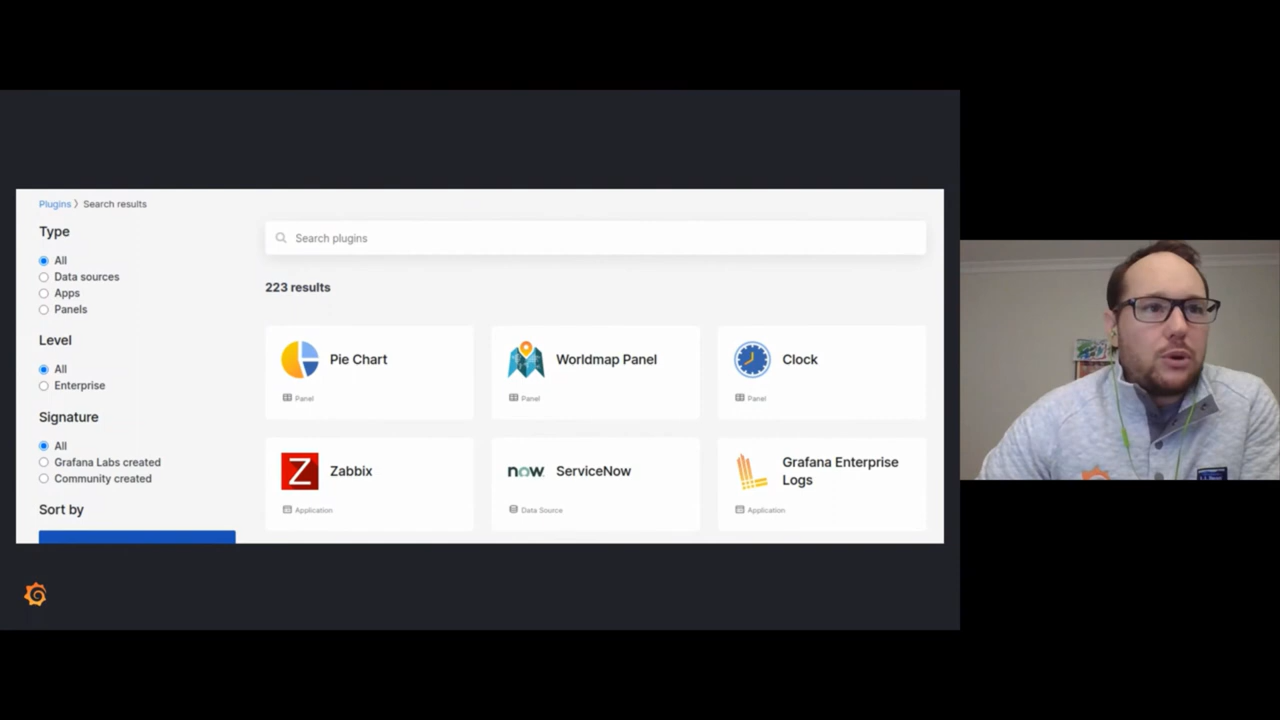 Plugins 〉 Search results
Type
All
Data sources
Apps
Panels
Level
All
Enterprise
Signature
All
Grafana Labs created
Community created
Sort by
Search plugins
223 results
Pie Chart
Panel
Worldmap Panel
Panel
Clock
Panel
Z
Zabbix
Application
now
ServiceNow
Data Source
Grafana Enterprise
Logs
Application